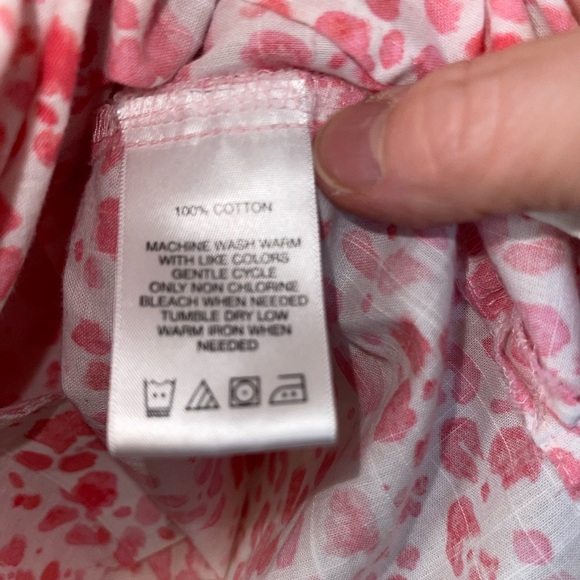 100% COTTON
MACHINE WASH WARM
WITH LIKE COLORS
GENTLE CYCLE
ONLY NON CHLORINE
BLEACH WHEN NEEDED
TUMBLE DRY LOW
WARM IRON WHEN
NEEDED